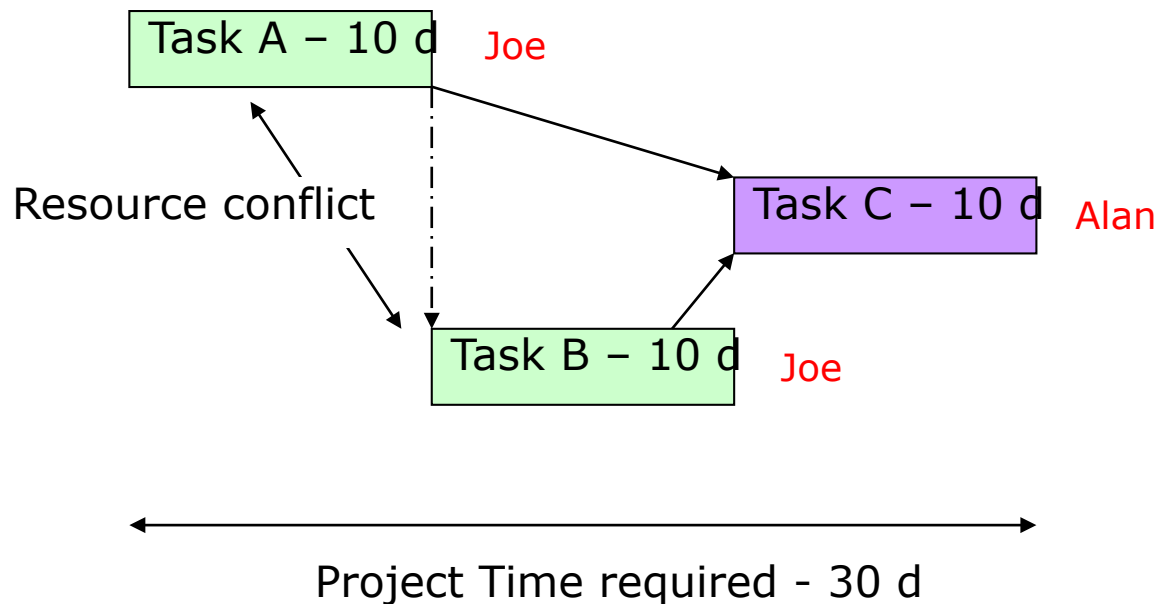 Task A – 10 d
Joe
Resource conflict
Task C – 10 d
Alan
Task B – 10 d
Joe
Project Time required - 30 d